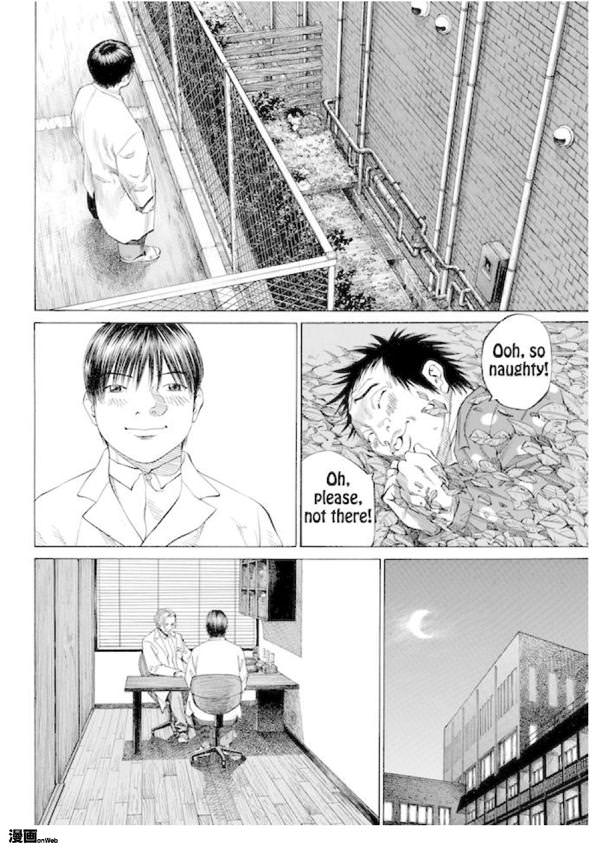 Ooh, so
naughty!
Oh,
please,
not there!
漫画onWeb